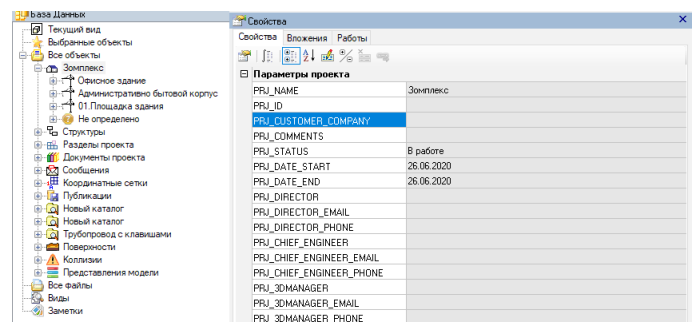 База Данных
Текущий вид
Выбранные объекты
Все объекты
Зомплекс
Офисное здание
Административно бытовой корпус
01.Площадка здания
Не определено
Структуры
Разделы проекта
Документы проекта
Сообщения
Координатные сетки
Публикации
Новый каталог
Новый каталог
Трубопровод с клавишами
Поверхности
Коллизии
Представления модели
Все файлы
Виды
Заметки
Свойства
Свойства Вложения Работы
Параметры проекта
PRJ_NAME Зомплекс
PRJ_ID
PRJ_CUSTOMER_COMPANY
PRJ_COMMENTS
PRJ_STATUS В работе
PRJ_DATE_START 26.06.2020
PRJ_DATE_END 26.06.2020
PRJ_DIRECTOR
PRJ_DIRECTOR_EMAIL
PRJ_DIRECTOR_PHONE
PRJ_CHIEF_ENGINEER
PRJ_CHIEF_ENGINEER_EMAIL
PRJ_CHIEF_ENGINEER_PHONE
PRJ_3DMANAGER
PRJ_3DMANAGER_EMAIL
PRJ_3DMANAGER_PHONE